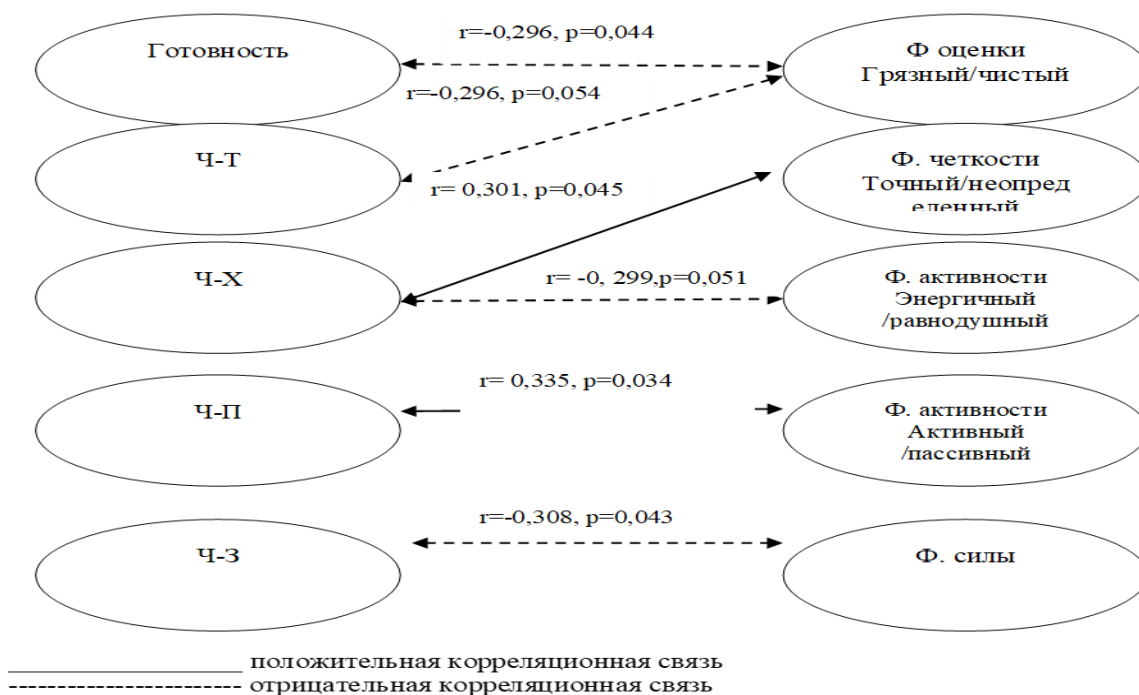 r=-0,296, p=0,044
Готовность
Ф оценки
Грязный/чистый
r=-0,296, p=0,054
Ч-Т
Ф. четкости
Точный/неопред
еленный
r= 0,301, p=0,045
Ч-Х
r= -0, 299,p=0,051
Ф. активности
Энергичный
/равнодушный
r= 0,335, p=0,034
Ч-П
Ф. активности
Активный
/пассивный
r=-0,308, p=0,043
Ч-З
Ф. силы
положительная корреляционная связь
отрицательная корреляционная связь